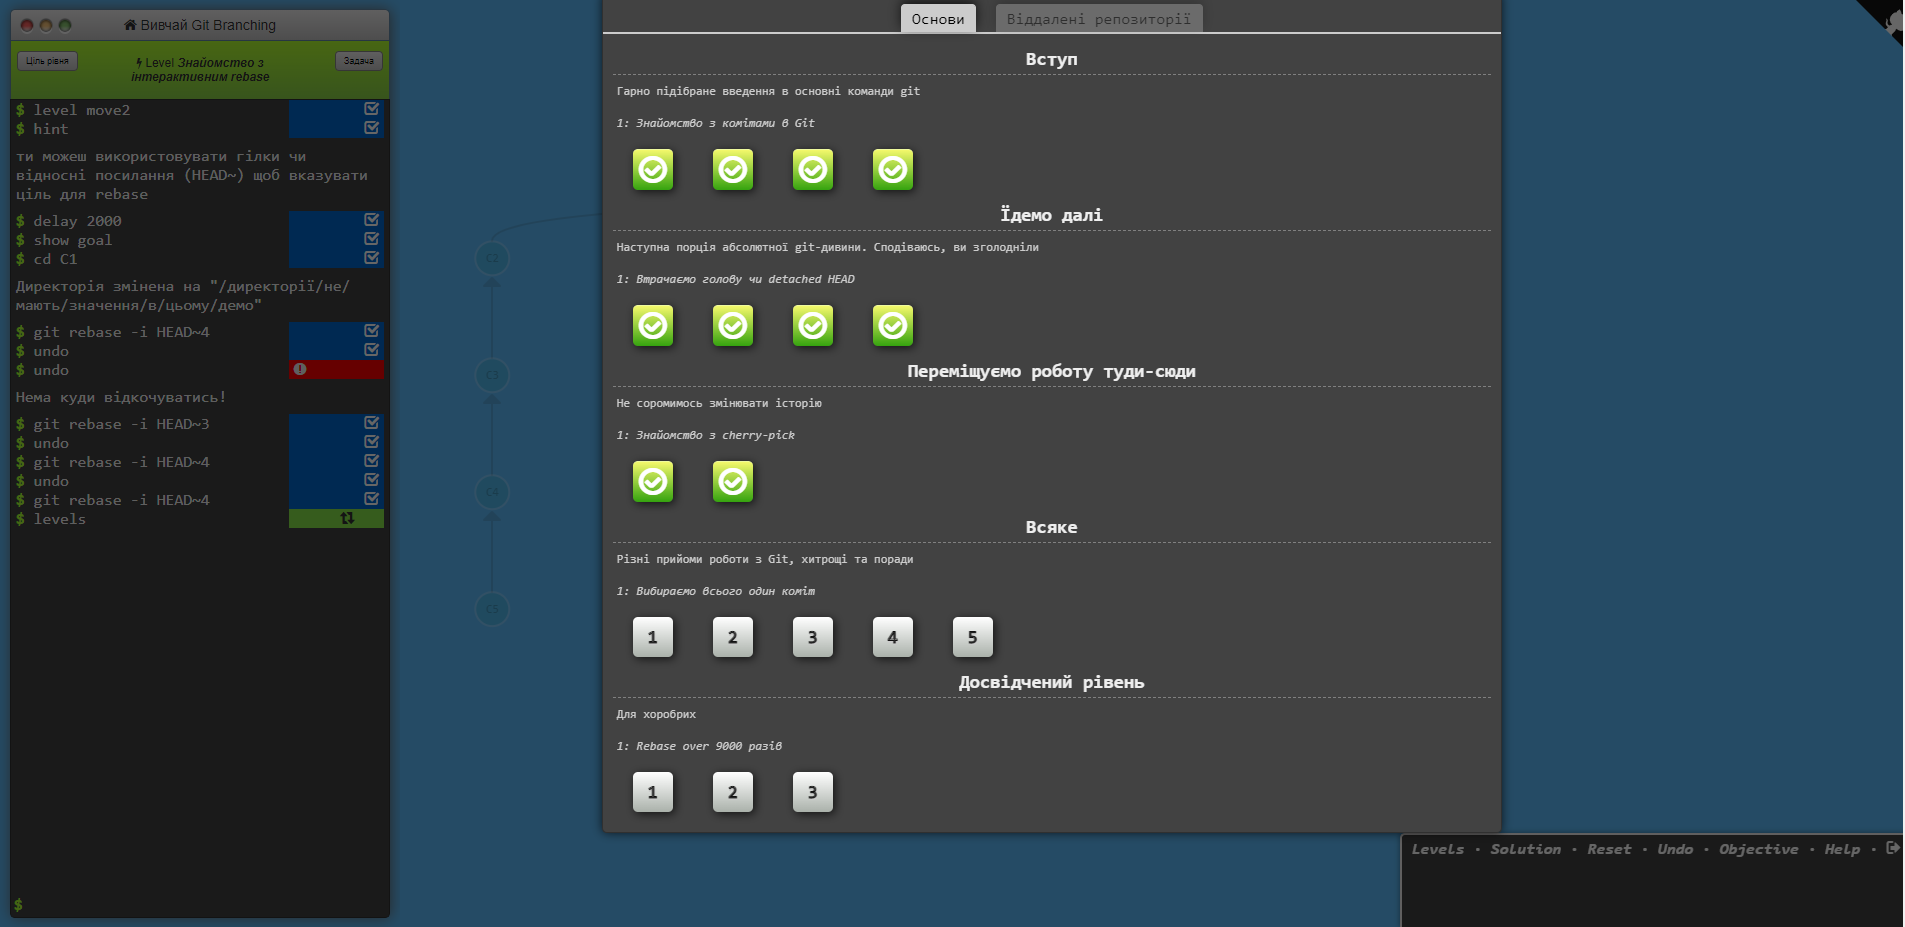 Вивчай Git Branching
Ціль рівня
Level Знайомство з
інтерактивним rebase
Задача
$ level move2
$ hint
ти можеш використовувати гілки чи
відносні посилання (HEAD~) щоб вказувати
ціль для rebase
$ delay 2000
$ show goal
$ cd C1
Директорія змінена на "/директорії/не/
мають/значення/в/цьому/демо"
$ git rebase -i HEAD~4
$ undo
$ undo
Нема куди відкочуватись!
$ git rebase -i HEAD~3
$ undo
$ git rebase -i HEAD~4
$ undo
$ git rebase -i HEAD~4
$ levels
$
C2
C3
C4
C5
Основи
Віддалені репозиторії
Вступ
Гарно підібране введення в основні команди git
1: Знайомство з комітами в Git
Їдемо далі
Наступна порція абсолютної git-дивини. Сподіваюсь, ви зголодніли
1: Втрачаємо голову чи detached HEAD
Переміщуємо роботу туди-сюди
Не соромимось змінювати історію
1: Знайомство з cherry-pick
Всяке
Різні прийоми роботи з Git, хитрощі та поради
1: Вибираємо всього один коміт
1 2 3 4 5
Досвідчений рівень
Для хоробрих
1: Rebase over 9000 разів
1 2 3
Levels · Solution · Reset · Undo · Objective · Help ·